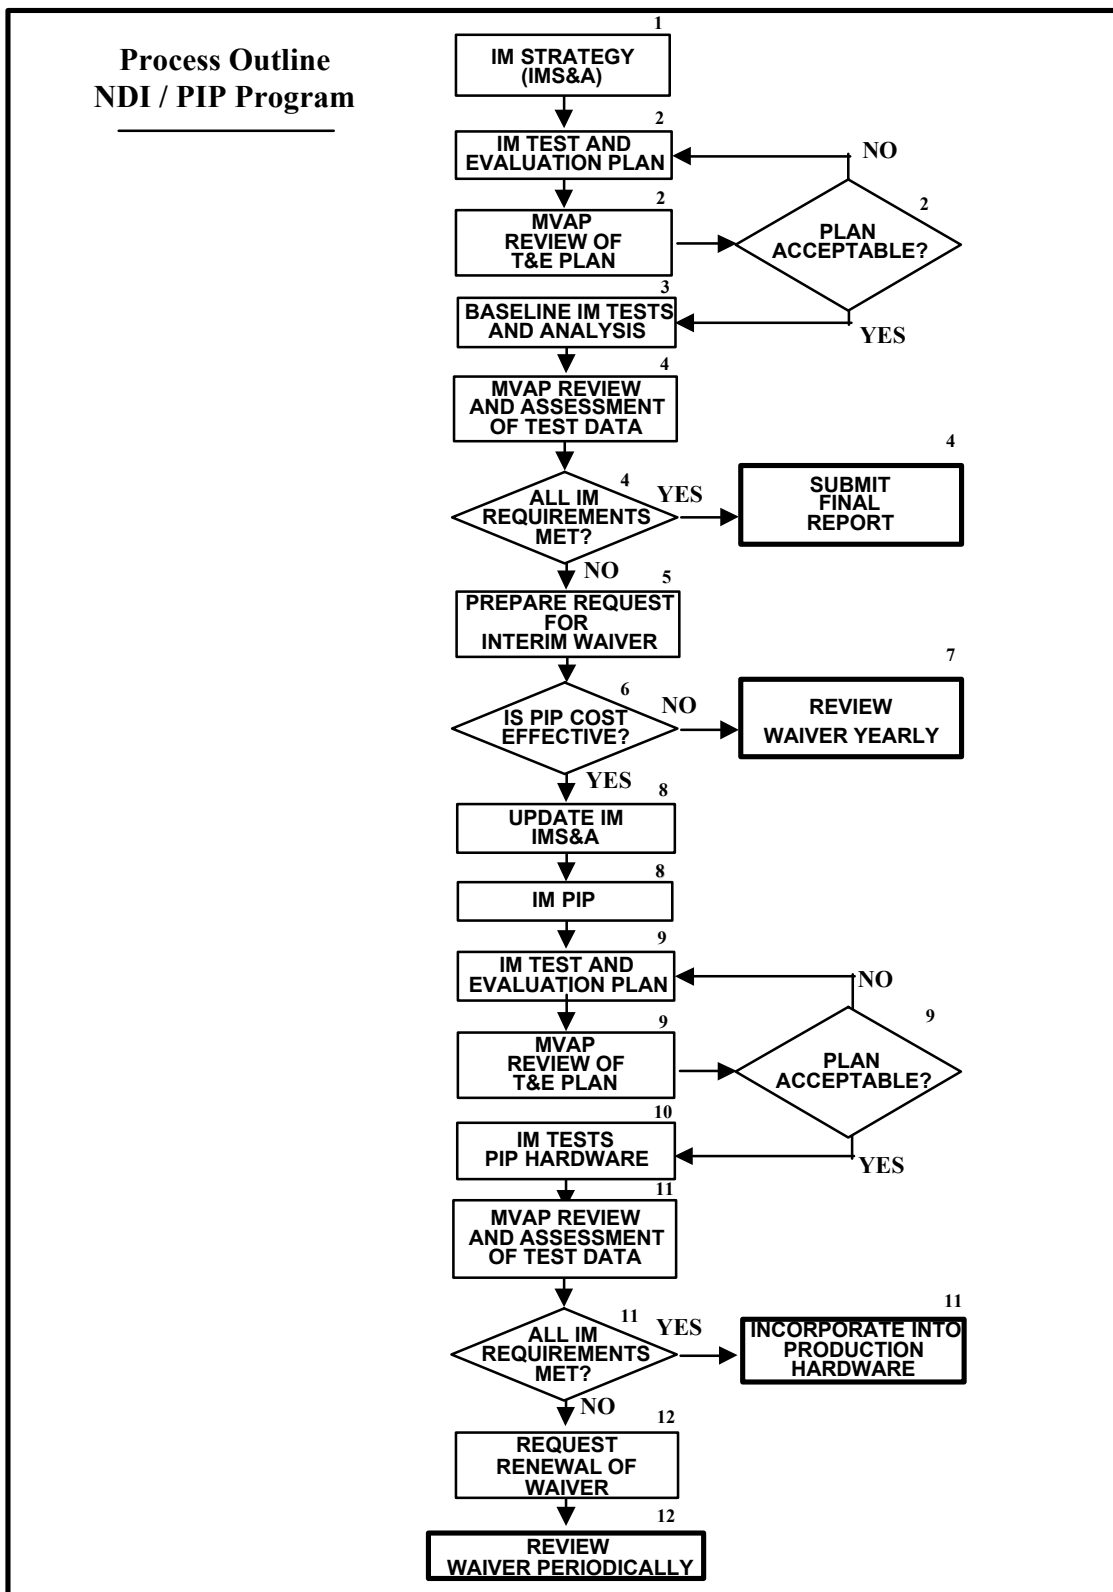 Process Outline
NDI / PIP Program
1
IM STRATEGY
(IMS&A)
2
IM TEST AND
EVALUATION PLAN
NO
2
MVAP
REVIEW OF
T&E PLAN
2
PLAN
ACCEPTABLE?
3
BASELINE IM TESTS
AND ANALYSIS
YES
4
MVAP REVIEW
AND ASSESSMENT
OF TEST DATA
4
ALL IM
REQUIREMENTS
MET?
YES
4
SUBMIT
FINAL
REPORT
NO
5
PREPARE REQUEST
FOR
INTERIM WAIVER
6
IS PIP COST
EFFECTIVE?
NO
7
REVIEW
WAIVER YEARLY
YES
8
UPDATE IM
IMS&A
8
IM PIP
9
IM TEST AND
EVALUATION PLAN
NO
9
MVAP
REVIEW OF
T&E PLAN
9
PLAN
ACCEPTABLE?
10
IM TESTS
PIP HARDWARE
YES
11
MVAP REVIEW
AND ASSESSMENT
OF TEST DATA
11
ALL IM
REQUIREMENTS
MET?
YES
11
INCORPORATE INTO
PRODUCTION
HARDWARE
NO
12
REQUEST
RENEWAL OF
WAIVER
12
REVIEW
WAIVER PERIODICALLY